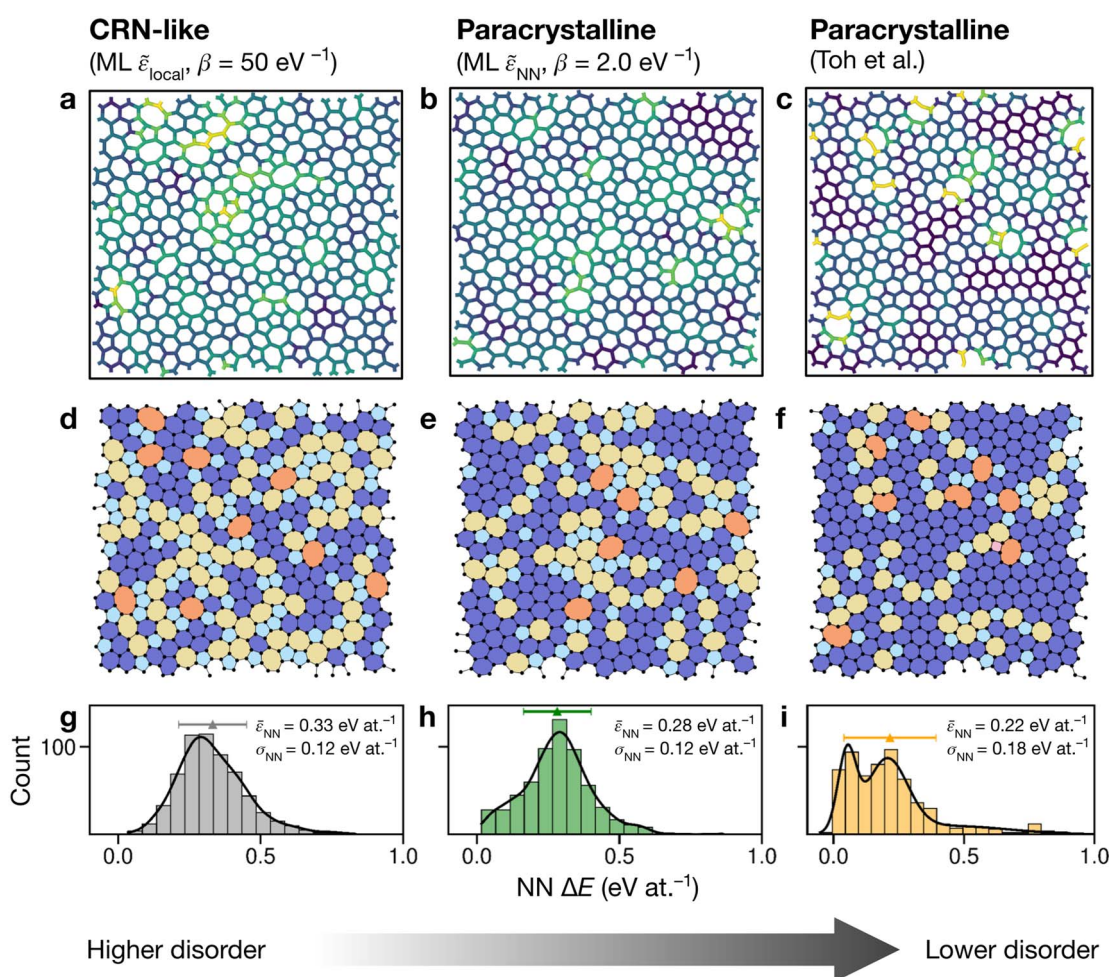 CRN-like
(ML ε̃local, β = 50 eV ⁻¹)
Paracrystalline
(ML ε̃NN, β = 2.0 eV ⁻¹)
Paracrystalline
(Toh et al.)
a
b
c
d
e
f
g
ε̄NN = 0.33 eV at.⁻¹
σNN = 0.12 eV at.⁻¹
h
ε̄NN = 0.28 eV at.⁻¹
σNN = 0.12 eV at.⁻¹
i
ε̄NN = 0.22 eV at.⁻¹
σNN = 0.18 eV at.⁻¹
100
Count
0.0 0.5 1.0
0.0 0.5 1.0
0.0 0.5 1.0
NN ΔE (eV at.⁻¹)
Higher disorder
Lower disorder